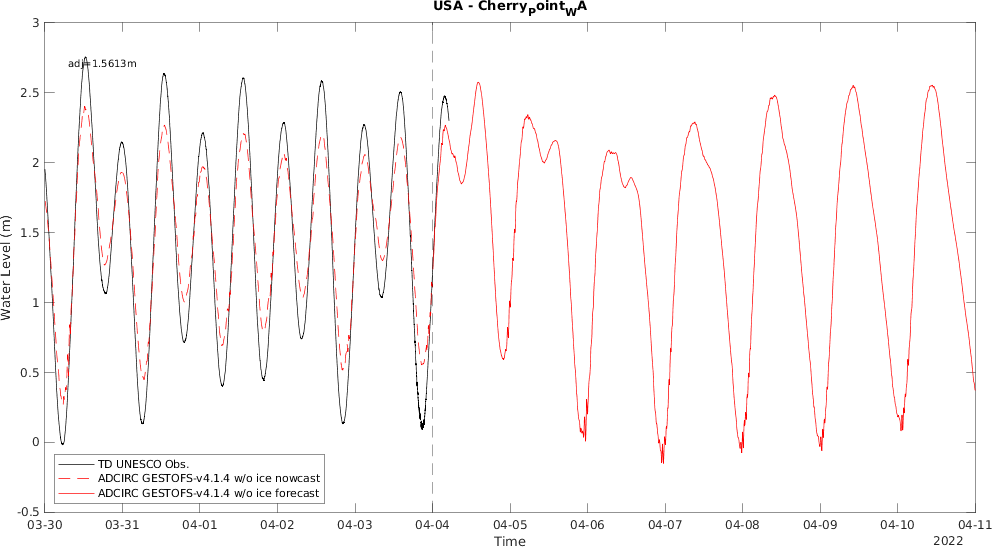 USA - CherryPointWA
3
2.5
2
1.5
1
0.5
0
-0.5
Water Level (m)
adj=1.5613m
TD UNESCO Obs.
ADCIRC GESTOFS-v4.1.4 w/o ice nowcast
ADCIRC GESTOFS-v4.1.4 w/o ice forecast
03-30 03-31 04-01 04-02 04-03 04-04 04-05 04-06 04-07 04-08 04-09 04-10 04-11
Time
2022